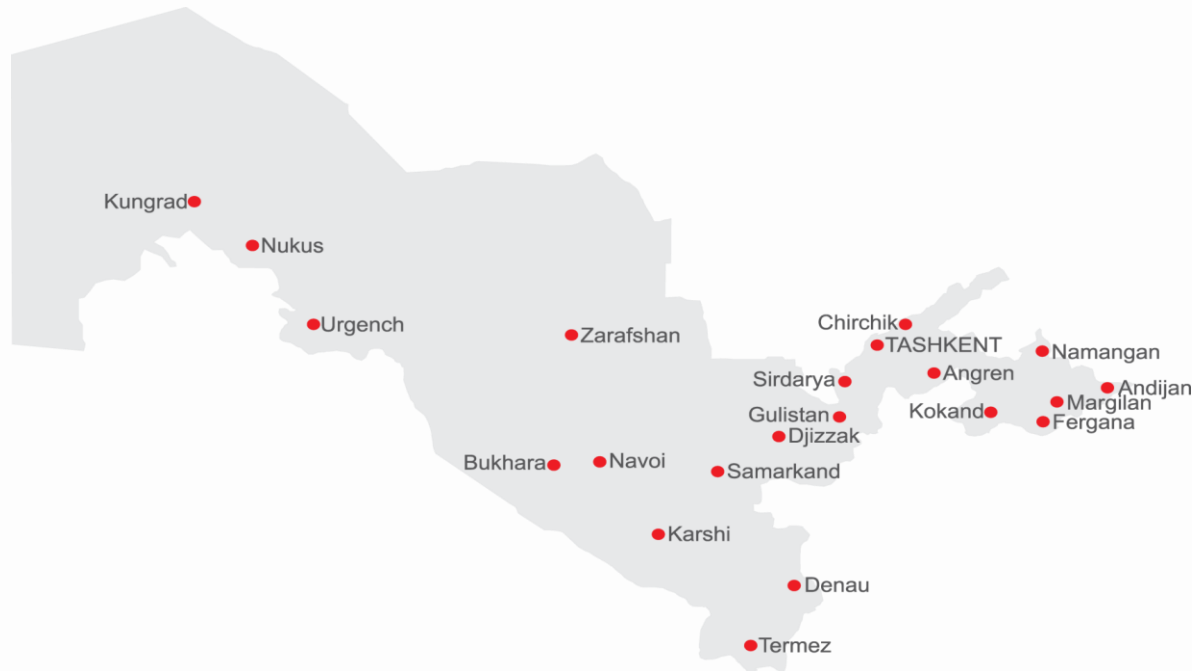 Kungrad
Nukus
Urgench
Chirchik
Zarafshan
TASHKENT
Namangan
Angren
Sirdarya
Andijan
Margilan
Kokand
Gulistan
Fergana
Djizzak
Navoi
Bukhara
Samarkand
Karshi
Denau
Termez